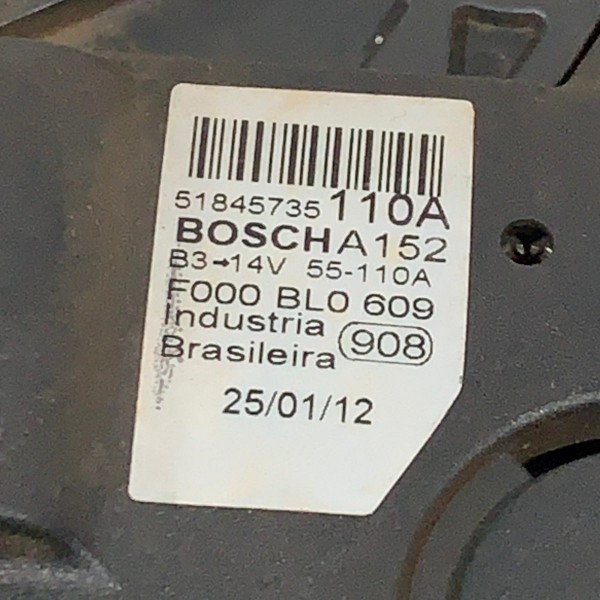 51845735 110A
BOSCH A152
B3→14V 55-110A
F000 BL0 609
Industria
Brasileira 908
25/01/12